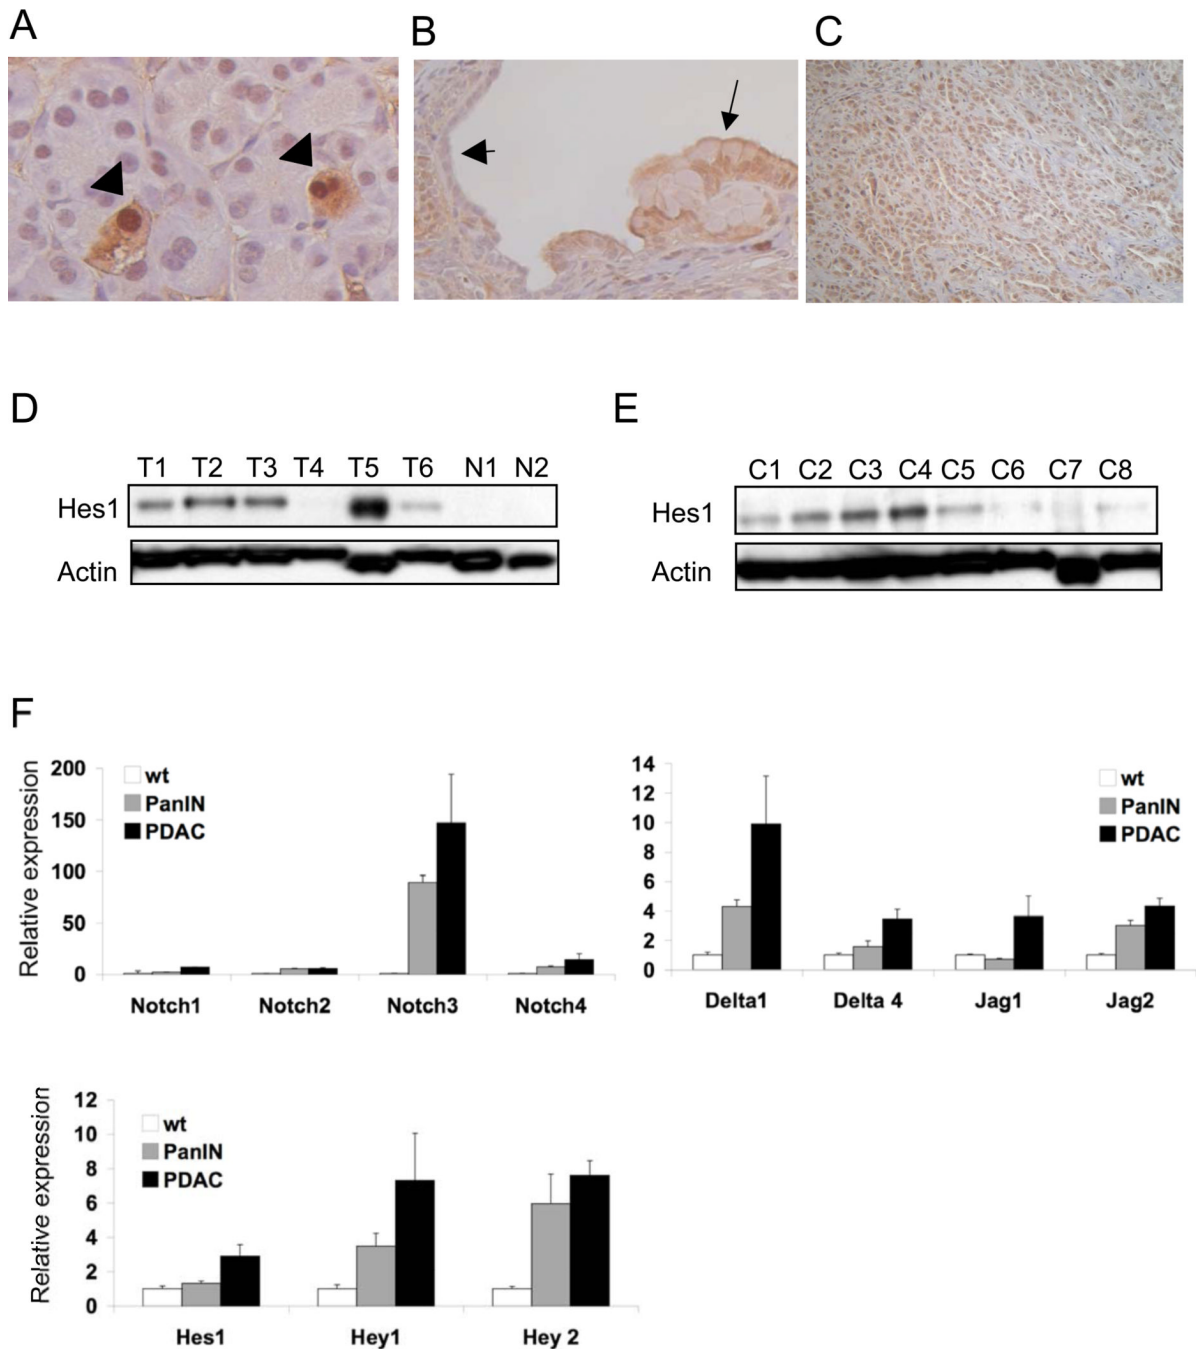 A
B
C
D
E
T1 T2 T3 T4 T5 T6 N1 N2
Hes1
Actin
C1 C2 C3 C4 C5 C6 C7 C8
Hes1
Actin
F
Relative expression
200
150
100
50
0
wt
PanIN
PDAC
Notch1 Notch2 Notch3 Notch4
14
12
10
8
6
4
2
0
wt
PanIN
PDAC
Delta1 Delta 4 Jag1 Jag2
Relative expression
12
10
8
6
4
2
0
wt
PanIN
PDAC
Hes1 Hey1 Hey 2